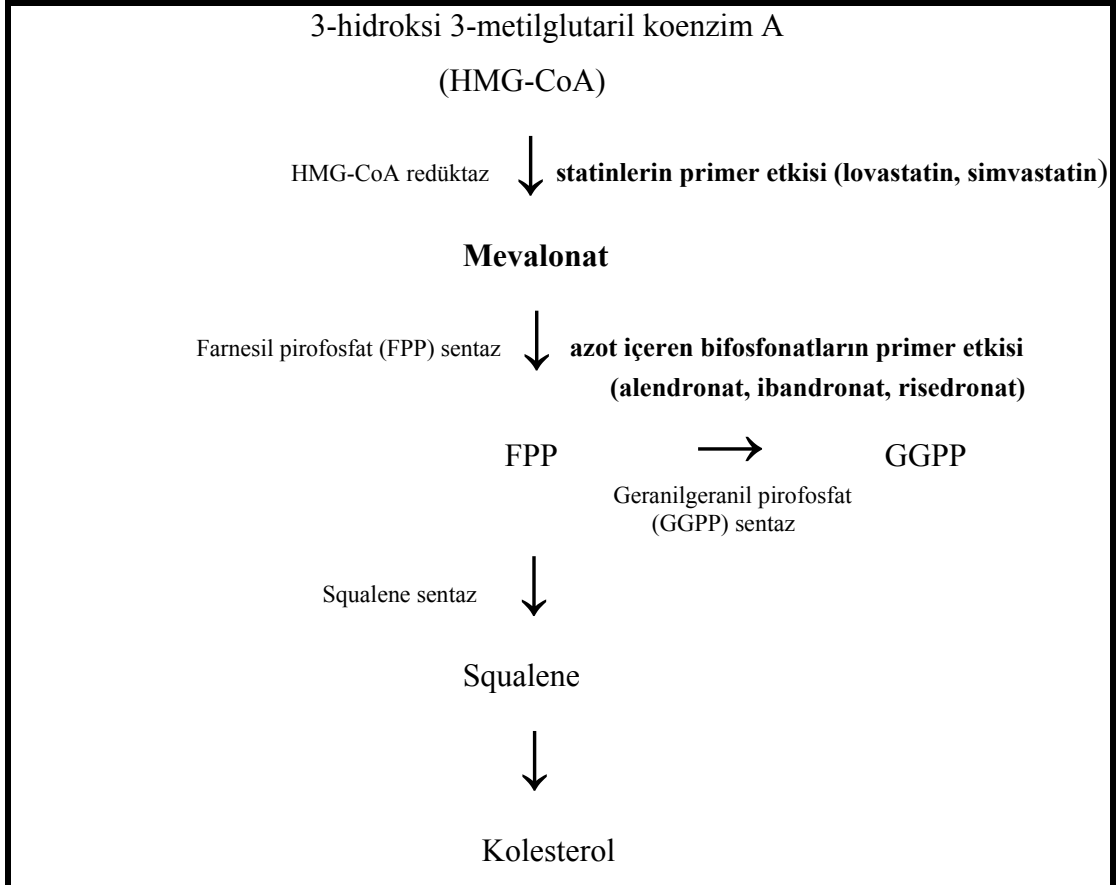 3-hidroksi 3-metilglutaril koenzim A
(HMG-CoA)
HMG-CoA redüktaz ↓ statinlerin primer etkisi (lovastatin, simvastatin)
Mevalonat
Farnesil pirofosfat (FPP) sentaz ↓ azot içeren bifosfonatların primer etkisi
(alendronat, ibandronat, risedronat)
FPP → GGPP
Geranilgeranil pirofosfat
(GGPP) sentaz
Squalene sentaz ↓
Squalene
↓
Kolesterol